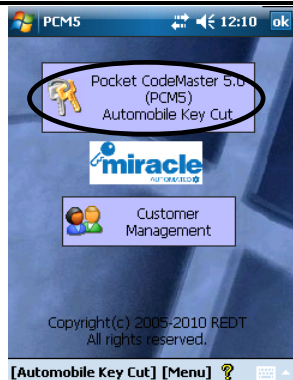 PCM5 12:10 ok
Pocket CodeMaster 5.0
(PCM5)
Automobile Key Cut
miracle
AUTOMATED
Customer
Management
Copyright(c) 2005-2010 REDT
All rights reserved.
[Automobile Key Cut] [Menu] ?